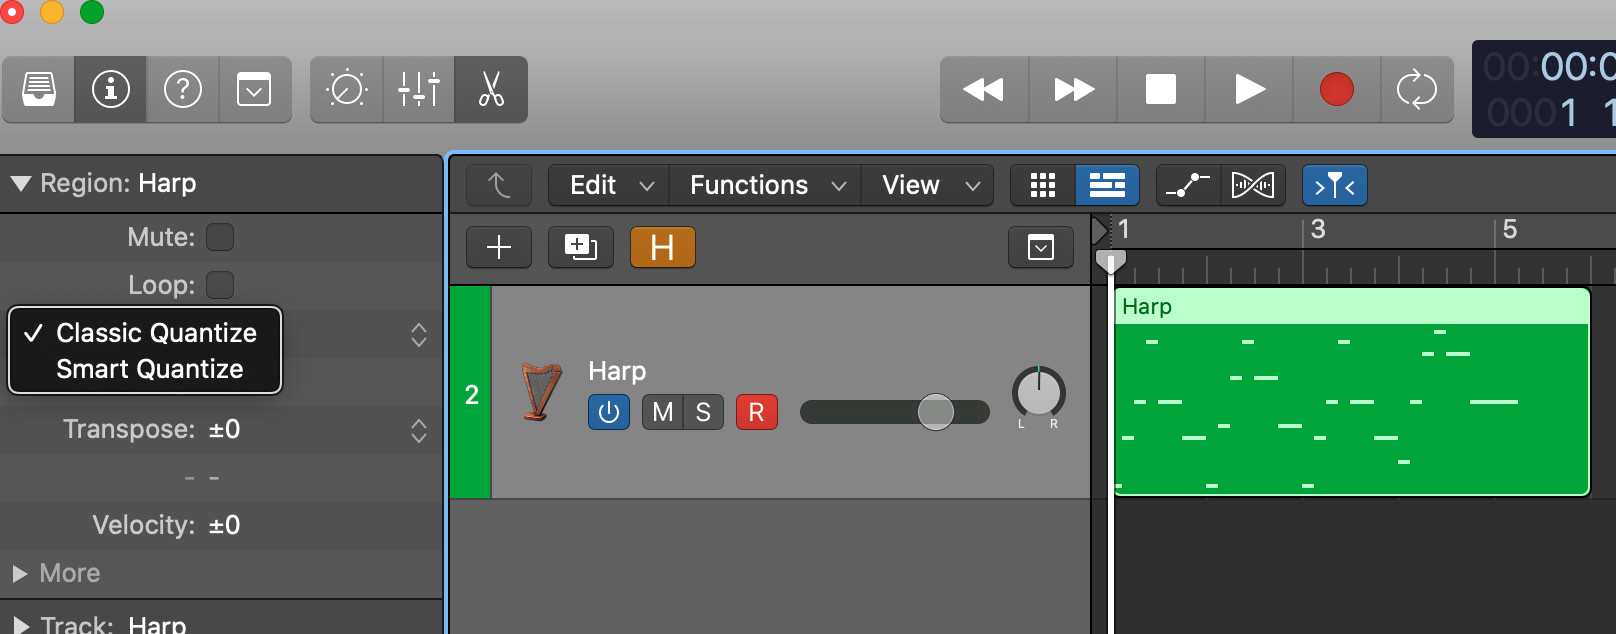 00:00:0
0001 1
Region: Harp
Edit
Functions
View
Mute:
H
1
3
5
Loop:
Classic Quantize
Smart Quantize
Harp
2
Harp
M S R
L R
Transpose: ±0
- -
Velocity: ±0
More
Track: Harp